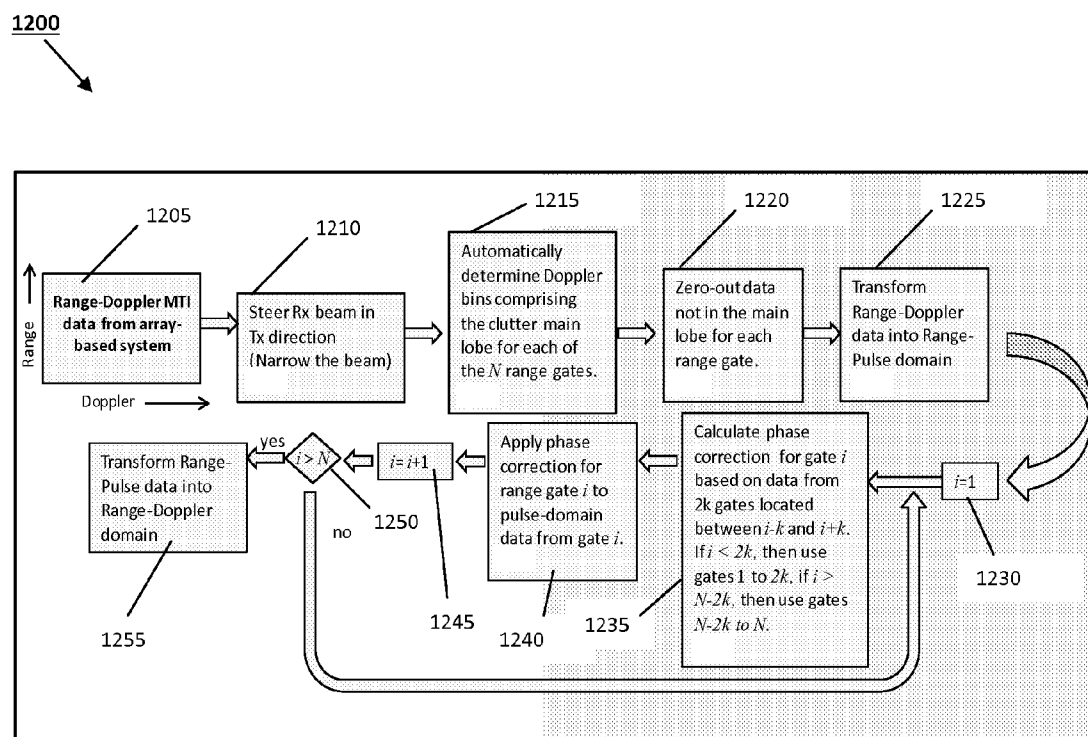 1200
1205
1210
1215
1220
1225
Range-Doppler MTI
data from array-
based system
Range
Doppler
Steer Rx beam in
Tx direction
(Narrow the beam)
Automatically
determine Doppler
bins comprising
the clutter main
lobe for each of
the N range gates.
Zero-out data
not in the main
lobe for each
range gate.
Transform
Range-Doppler
data into Range-
Pulse domain
i=1
1230
Calculate phase
correction for gate i
based on data from
2k gates located
between i-k and i+k.
If i < 2k, then use
gates 1 to 2k, if i >
N-2k, then use gates
N-2k to N.
1235
Apply phase
correction for
range gate i to
pulse-domain
data from gate i.
1240
i=i+1
1245
i>N
1250
yes
no
Transform Range-
Pulse data into
Range-Doppler
domain
1255